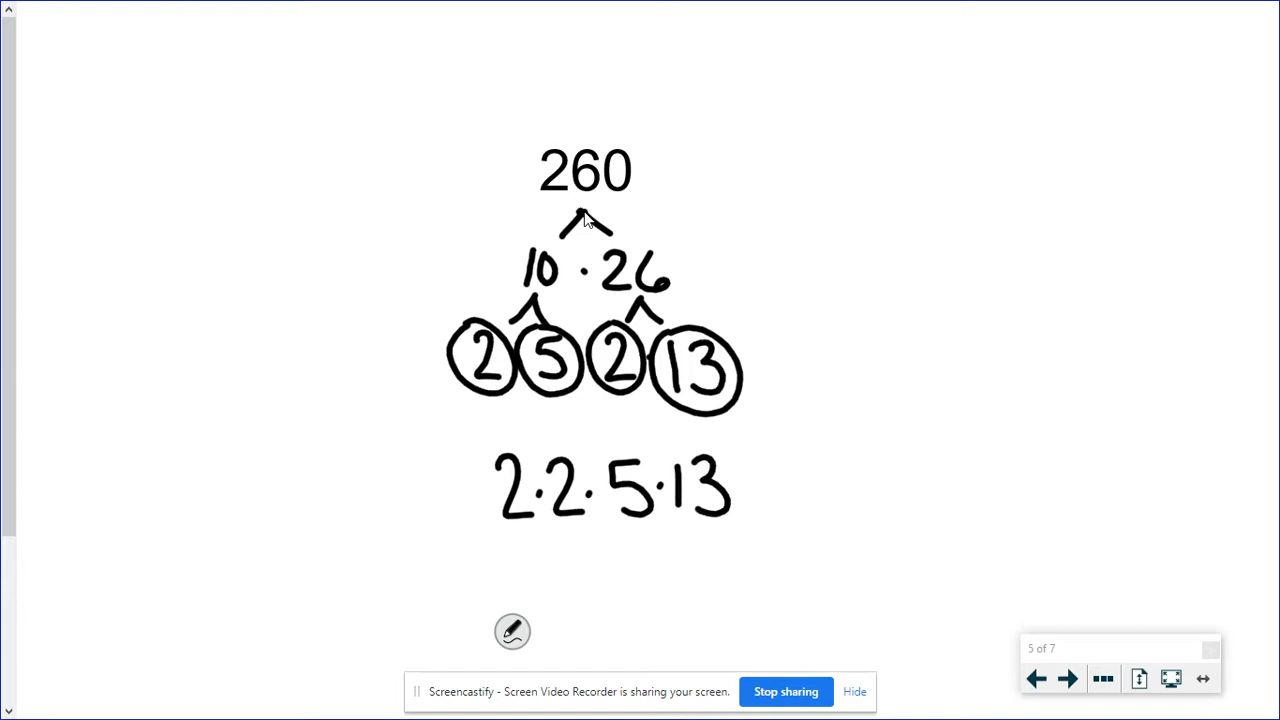 260
10 · 26
2 5 2 13
2 · 2 · 5 · 13
5 of 7
Screencastify - Screen Video Recorder is sharing your screen. Stop sharing Hide